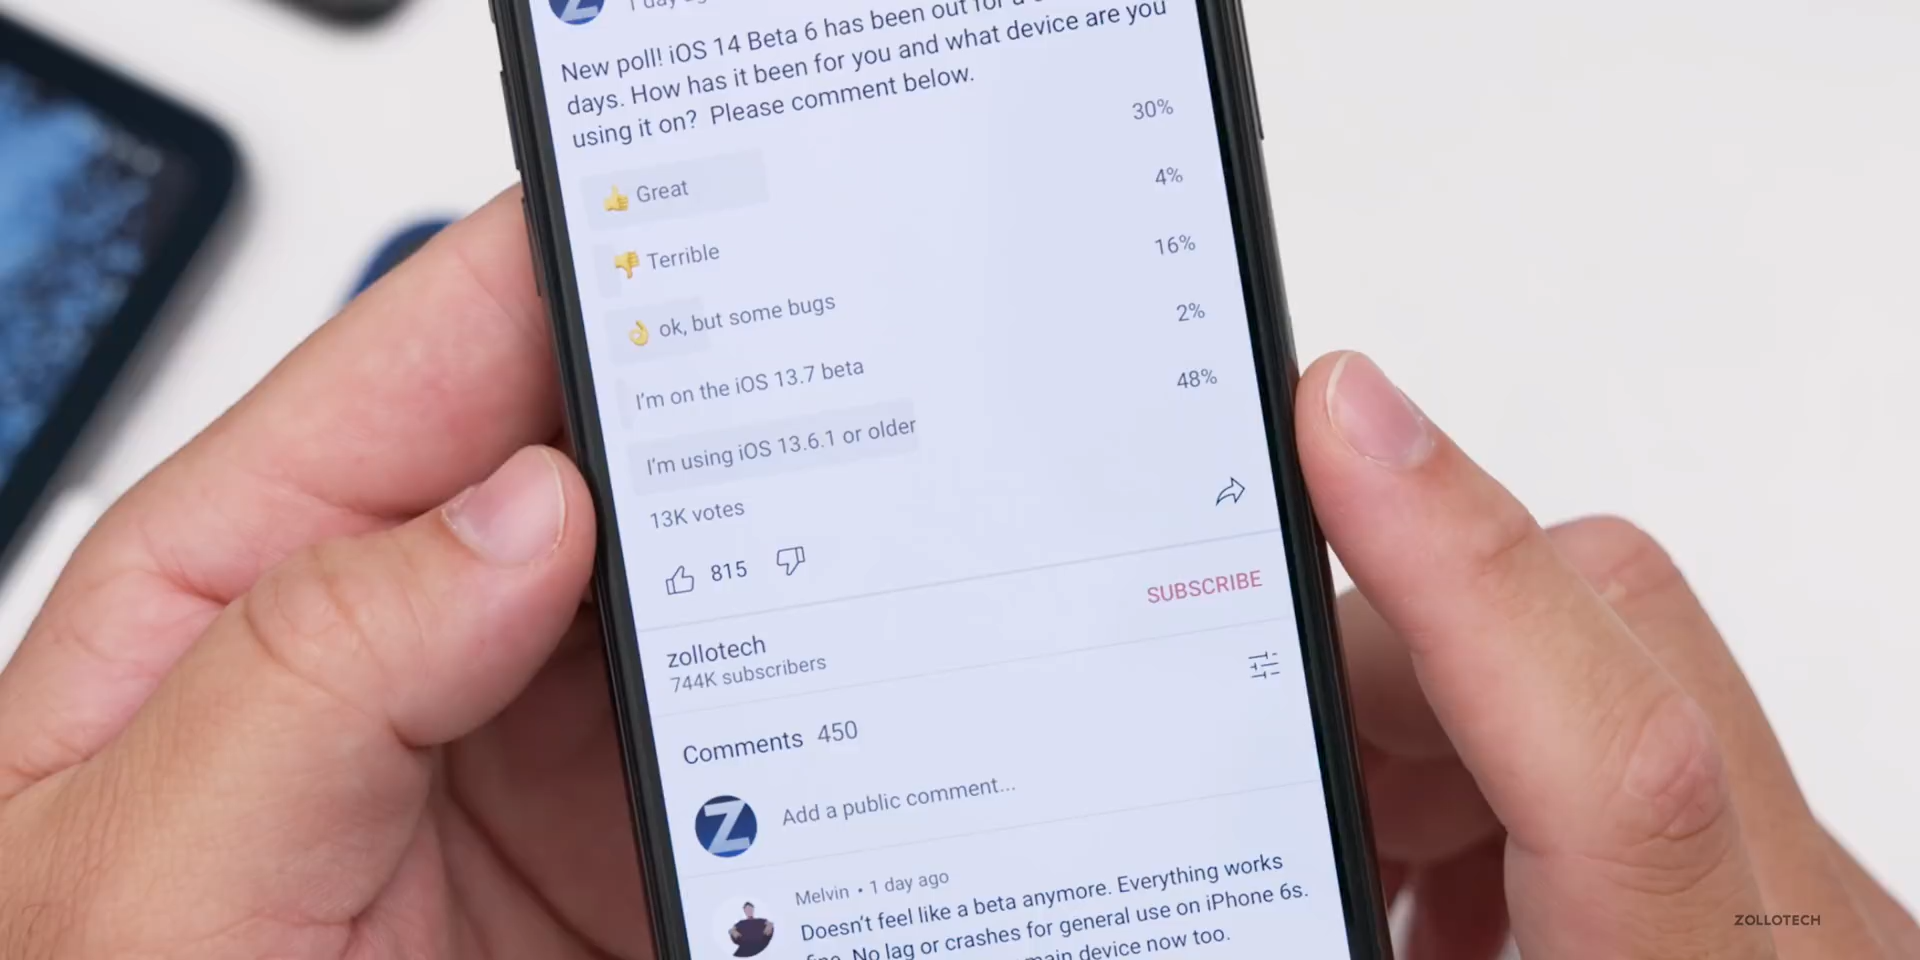 1 day
New poll! iOS 14 Beta 6 has been out for a
days. How has it been for you and what device are you
using it on? Please comment below.
👍 Great 30%
👎 Terrible 4%
👌 ok, but some bugs 16%
I'm on the iOS 13.7 beta 2%
I'm using iOS 13.6.1 or older 48%
13K votes
815
zollotech SUBSCRIBE
744K subscribers
Comments 450
Z Add a public comment...
Melvin • 1 day ago
Doesn't feel like a beta anymore. Everything works
fine. No lag or crashes for general use on iPhone 6s.
main device now too.
ZOLLOTECH